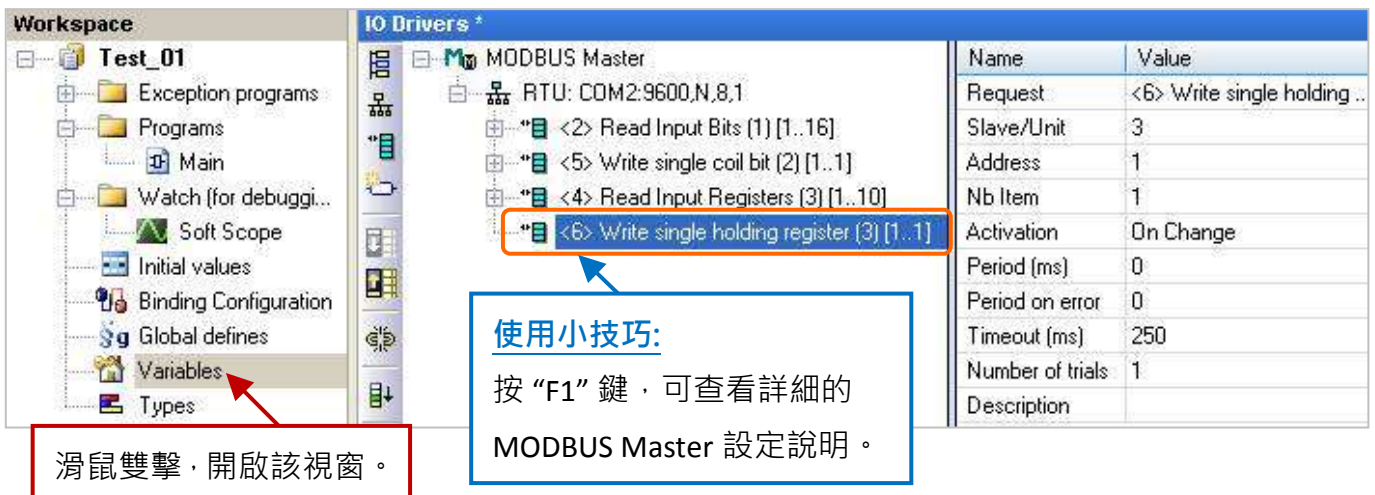 Workspace
Test_01
Exception programs
Programs
Main
Watch (for debuggi...
Soft Scope
Initial values
Binding Configuration
Global defines
Variables
Types
IO Drivers *
MODBUS Master
RTU: COM2:9600,N,8,1
<2> Read Input Bits (1) [1..16]
<5> Write single coil bit (2) [1..1]
<4> Read Input Registers (3) [1..10]
<6> Write single holding register (3) [1..1]
Name Value
Request <6> Write single holding ..
Slave/Unit 3
Address 1
Nb Item 1
Activation On Change
Period (ms) 0
Period on error 0
Timeout (ms) 250
Number of trials 1
Description
使用小技巧:
按 “F1” 鍵，可查看詳細的
MODBUS Master 設定說明。
滑鼠雙擊，開啟該視窗。